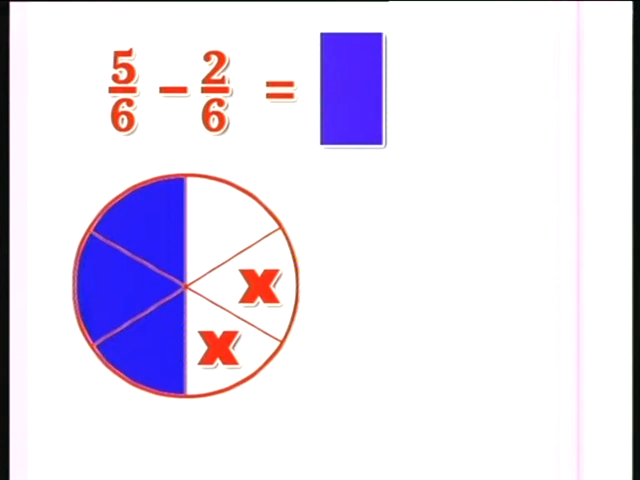 5/6 − 2/6 =
x
x